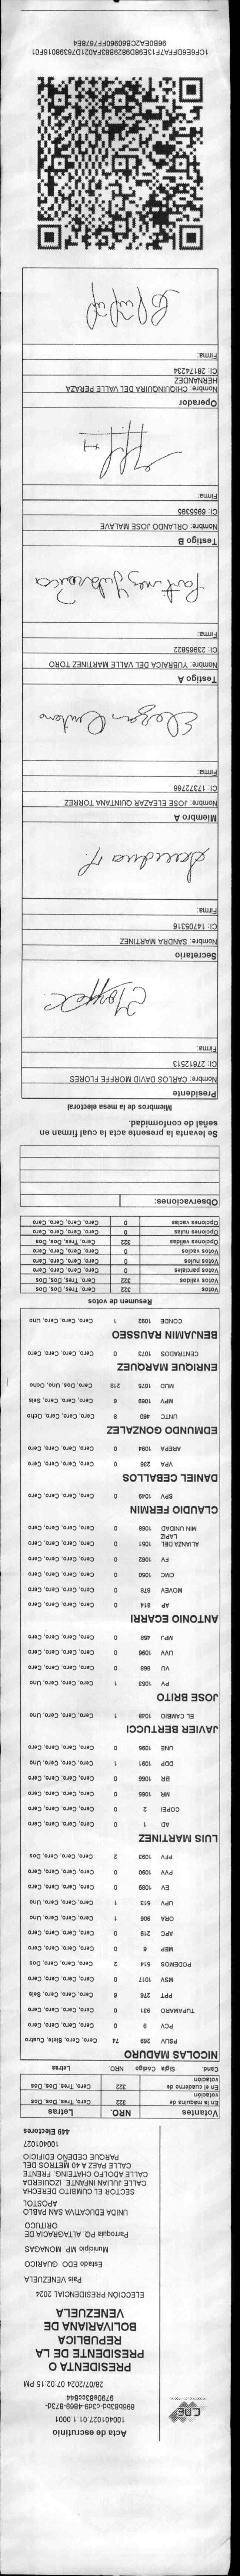 CNE
Acta de escrutinio
100401027.01.1.0001
28/07/2024 07:02:15 PM
PRESIDENTA O
PRESIDENTE DE LA
REPUBLICA
BOLIVARIANA DE
VENEZUELA
ELECCIÓN PRESIDENCIAL 2024
País VENEZUELA
Estado EDO. GUARICO
Municipio MP. MONAGAS
Parroquia PQ. ALTAGRACIA DE
ORITUCO
UNIDA EDUCATIVA SAN PABLO
APOSTOL
SECTOR EL CUMBITO DERECHA
CALLE JULIAN INFANTE. IZQUIERDA
CALLE ADOLFO CHATEING. FRENTE
CALLE PAEZ A 40 METROS DEL
PARQUE CEDEÑO EDIFICIO
100401027
449 Electores
Votantes NRO. Letras
En la máquina de votación 322 Cero, Tres, Dos, Dos
En el cuaderno de votación 322 Cero, Tres, Dos, Dos
Cand. Sigla Código NRO. Letras
NICOLAS MADURO
PSUV 269 74 Cero, Cero, Siete, Cuatro
PCV 9 0 Cero, Cero, Cero, Cero
TUPAMARO 931 0 Cero, Cero, Cero, Cero
PPT 276 6 Cero, Cero, Cero, Seis
MSV 1017 0 Cero, Cero, Cero, Cero
PODEMOS 514 2 Cero, Cero, Cero, Dos
MEP 6 0 Cero, Cero, Cero, Cero
APC 219 0 Cero, Cero, Cero, Cero
ORA 906 1 Cero, Cero, Cero, Uno
UPV 613 1 Cero, Cero, Cero, Uno
EV 1089 0 Cero, Cero, Cero, Cero
PVV 1090 0 Cero, Cero, Cero, Cero
PFV 1093 2 Cero, Cero, Cero, Dos
LUIS MARTINEZ
AD 1 0 Cero, Cero, Cero, Cero
COPEI 2 0 Cero, Cero, Cero, Cero
MR 1065 0 Cero, Cero, Cero, Cero
BR 1066 0 Cero, Cero, Cero, Cero
DDP 1091 1 Cero, Cero, Cero, Uno
UNE 1095 0 Cero, Cero, Cero, Cero
JAVIER BERTUCCI
EL CAMBIO 1048 1 Cero, Cero, Cero, Uno
JOSE BRITO
PV 1063 1 Cero, Cero, Cero, Uno
VU 868 0 Cero, Cero, Cero, Cero
UVV 1096 0 Cero, Cero, Cero, Cero
MPJ 458 0 Cero, Cero, Cero, Cero
ANTONIO ECARRI
AP 814 0 Cero, Cero, Cero, Cero
MOVEV 878 0 Cero, Cero, Cero, Cero
CMC 1050 0 Cero, Cero, Cero, Cero
FV 1062 0 Cero, Cero, Cero, Cero
ALIANZA DEL LAPIZ 1051 0 Cero, Cero, Cero, Cero
MIN UNIDAD 1068 0 Cero, Cero, Cero, Cero
CLAUDIO FERMIN
SPV 1049 0 Cero, Cero, Cero, Cero
DANIEL CEBALLOS
VPA 236 0 Cero, Cero, Cero, Cero
AREPA 1094 0 Cero, Cero, Cero, Cero
EDMUNDO GONZALEZ
UNTC 460 8 Cero, Cero, Cero, Ocho
MPV 1069 6 Cero, Cero, Cero, Seis
MUD 1075 218 Cero, Dos, Uno, Ocho
ENRIQUE MARQUEZ
CENTRADOS 1073 0 Cero, Cero, Cero, Cero
BENJAMIN RAUSSEO
CONDE 1092 1 Cero, Cero, Cero, Uno
Resumen de votos
Votos 322 Cero, Tres, Dos, Dos
Votos validos 322 Cero, Tres, Dos, Dos
Votos parciales 0 Cero, Cero, Cero, Cero
Votos nulos 0 Cero, Cero, Cero, Cero
Votos vacios 0 Cero, Cero, Cero, Cero
Opciones validas 322 Cero, Tres, Dos, Dos
Opciones nulas 0 Cero, Cero, Cero, Cero
Opciones vacias 0 Cero, Cero, Cero, Cero
Observaciones:
Se levanta la presente acta la cual firman en
señal de conformidad.
Miembros de la mesa electoral
Presidente
Nombre: CARLOS DAVID MORFFE FLORES
CI: 27612513
Firma:
Secretario
Nombre: SANDRA MARTINEZ
CI: 14705316
Firma:
Miembro A
Nombre: JOSE ELEAZAR QUINTANA TORREZ
CI: 17372766
Firma:
Eleazar Quintana
Testigo A
Nombre: YUBRAICA DEL VALLE MARTINEZ TORO
CI: 23965822
Firma:
Testigo B
Nombre: ORLANDO JOSE MALAVE
CI: 6955395
Firma:
Operador
Nombre: CHIQUINQUIRA DEL VALLE PERAZA
HERNANDEZ
CI: 28174234
Firma: